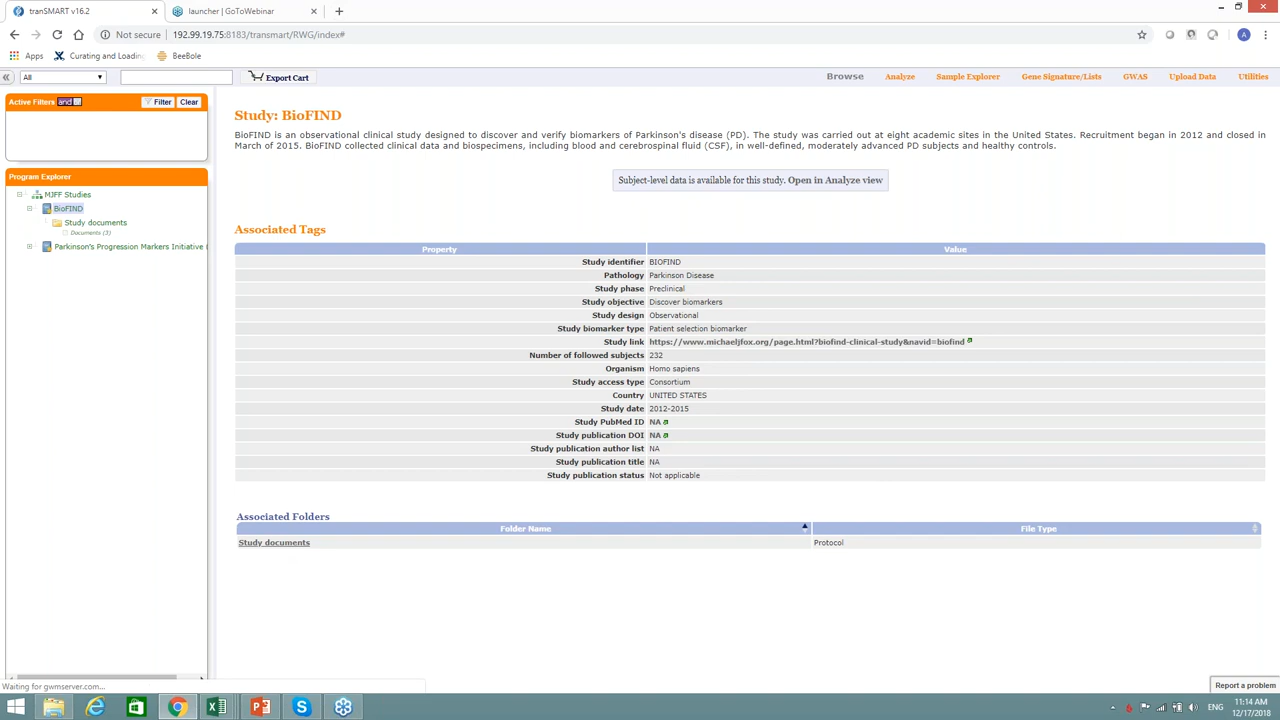 tranSMART v16.2
launcher | GoToWebinar
Not secure
192.99.19.75:8183/transmart/RWG/index#
Apps
Curating and Loading
BeeBole
All
Export Cart
Browse
Analyze
Sample Explorer
Gene Signature/Lists
GWAS
Upload Data
Utilities
Active Filters and
Filter
Clear
Study: BioFIND
BioFIND is an observational clinical study designed to discover and verify biomarkers of Parkinson's disease (PD). The study was carried out at eight academic sites in the United States. Recruitment began in 2012 and closed in
March of 2015. BioFIND collected clinical data and biospecimens, including blood and cerebrospinal fluid (CSF), in well-defined, moderately advanced PD subjects and healthy controls.
Program Explorer
Subject-level data is available for this study. Open in Analyze view
MJFF Studies
BioFIND
Study documents
Documents (3)
Parkinson's Progression Markers Initiative (
Associated Tags
Property Value
Study identifier BIOFIND
Pathology Parkinson Disease
Study phase Preclinical
Study objective Discover biomarkers
Study design Observational
Study biomarker type Patient selection biomarker
Study link https://www.michaeljfox.org/page.html?biofind-clinical-study&navid=biofind
Number of followed subjects 232
Organism Homo sapiens
Study access type Consortium
Country UNITED STATES
Study date 2012-2015
Study PubMed ID NA
Study publication DOI NA
Study publication author list NA
Study publication title NA
Study publication status Not applicable
Associated Folders
Folder Name File Type
Study documents Protocol
Waiting for gwmserver.com...
Report a problem
ENG
11:14 AM
12/17/2018